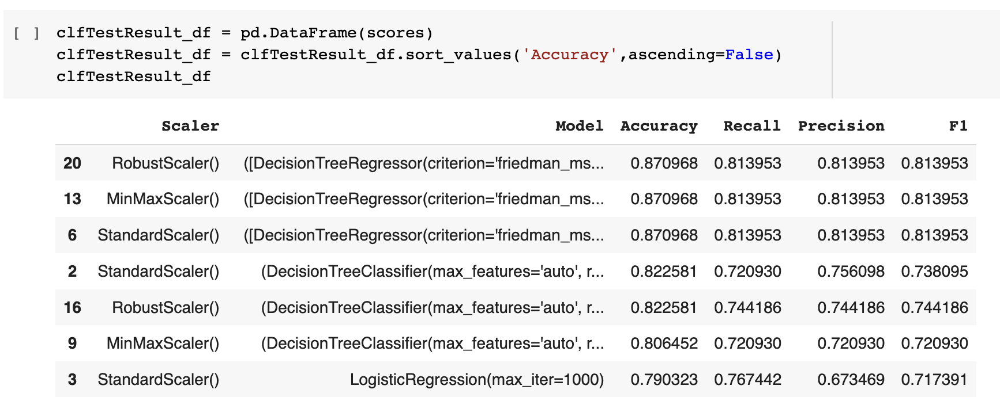 [ ] clfTestResult_df = pd.DataFrame(scores)
clfTestResult_df = clfTestResult_df.sort_values('Accuracy',ascending=False)
clfTestResult_df
Scaler Model Accuracy Recall Precision F1
20 RobustScaler() ([DecisionTreeRegressor(criterion='friedman_ms... 0.870968 0.813953 0.813953 0.813953
13 MinMaxScaler() ([DecisionTreeRegressor(criterion='friedman_ms... 0.870968 0.813953 0.813953 0.813953
6 StandardScaler() ([DecisionTreeRegressor(criterion='friedman_ms... 0.870968 0.813953 0.813953 0.813953
2 StandardScaler() (DecisionTreeClassifier(max_features='auto', r... 0.822581 0.720930 0.756098 0.738095
16 RobustScaler() (DecisionTreeClassifier(max_features='auto', r... 0.822581 0.744186 0.744186 0.744186
9 MinMaxScaler() (DecisionTreeClassifier(max_features='auto', r... 0.806452 0.720930 0.720930 0.720930
3 StandardScaler() LogisticRegression(max_iter=1000) 0.790323 0.767442 0.673469 0.717391